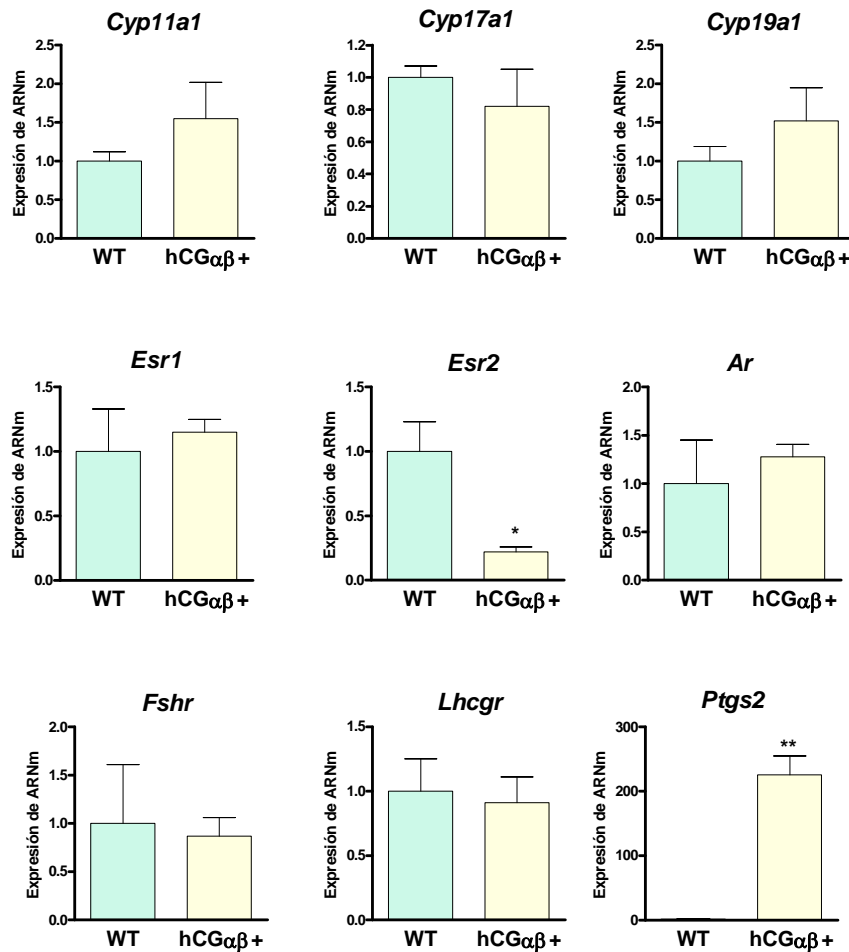 Cyp11a1
Expresión de ARNm
2.5
2.0
1.5
1.0
0.5
0.0
WT
hCGαβ+
Cyp17a1
Expresión de ARNm
1.2
1.0
0.8
0.6
0.4
0.2
0.0
WT
hCGαβ+
Cyp19a1
Expresión de ARNm
2.5
2.0
1.5
1.0
0.5
0.0
WT
hCGαβ+
Esr1
Expresión de ARNm
1.5
1.0
0.5
0.0
WT
hCGαβ+
Esr2
Expresión de ARNm
1.5
1.0
0.5
0.0
*
WT
hCGαβ+
Ar
Expresión de ARNm
2.0
1.5
1.0
0.5
0.0
WT
hCGαβ+
Fshr
Expresión de ARNm
2.0
1.5
1.0
0.5
0.0
WT
hCGαβ+
Lhcgr
Expresión de ARNm
1.5
1.0
0.5
0.0
WT
hCGαβ+
Ptgs2
Expresión de ARNm
300
200
100
0
**
WT
hCGαβ+